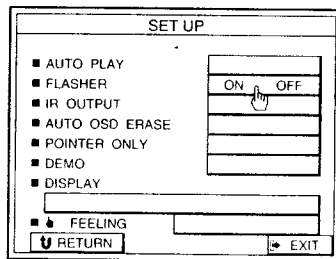 SET UP
AUTO PLAY
FLASHER ON OFF
IR OUTPUT
AUTO OSD ERASE
POINTER ONLY
DEMO
DISPLAY
FEELING
RETURN EXIT